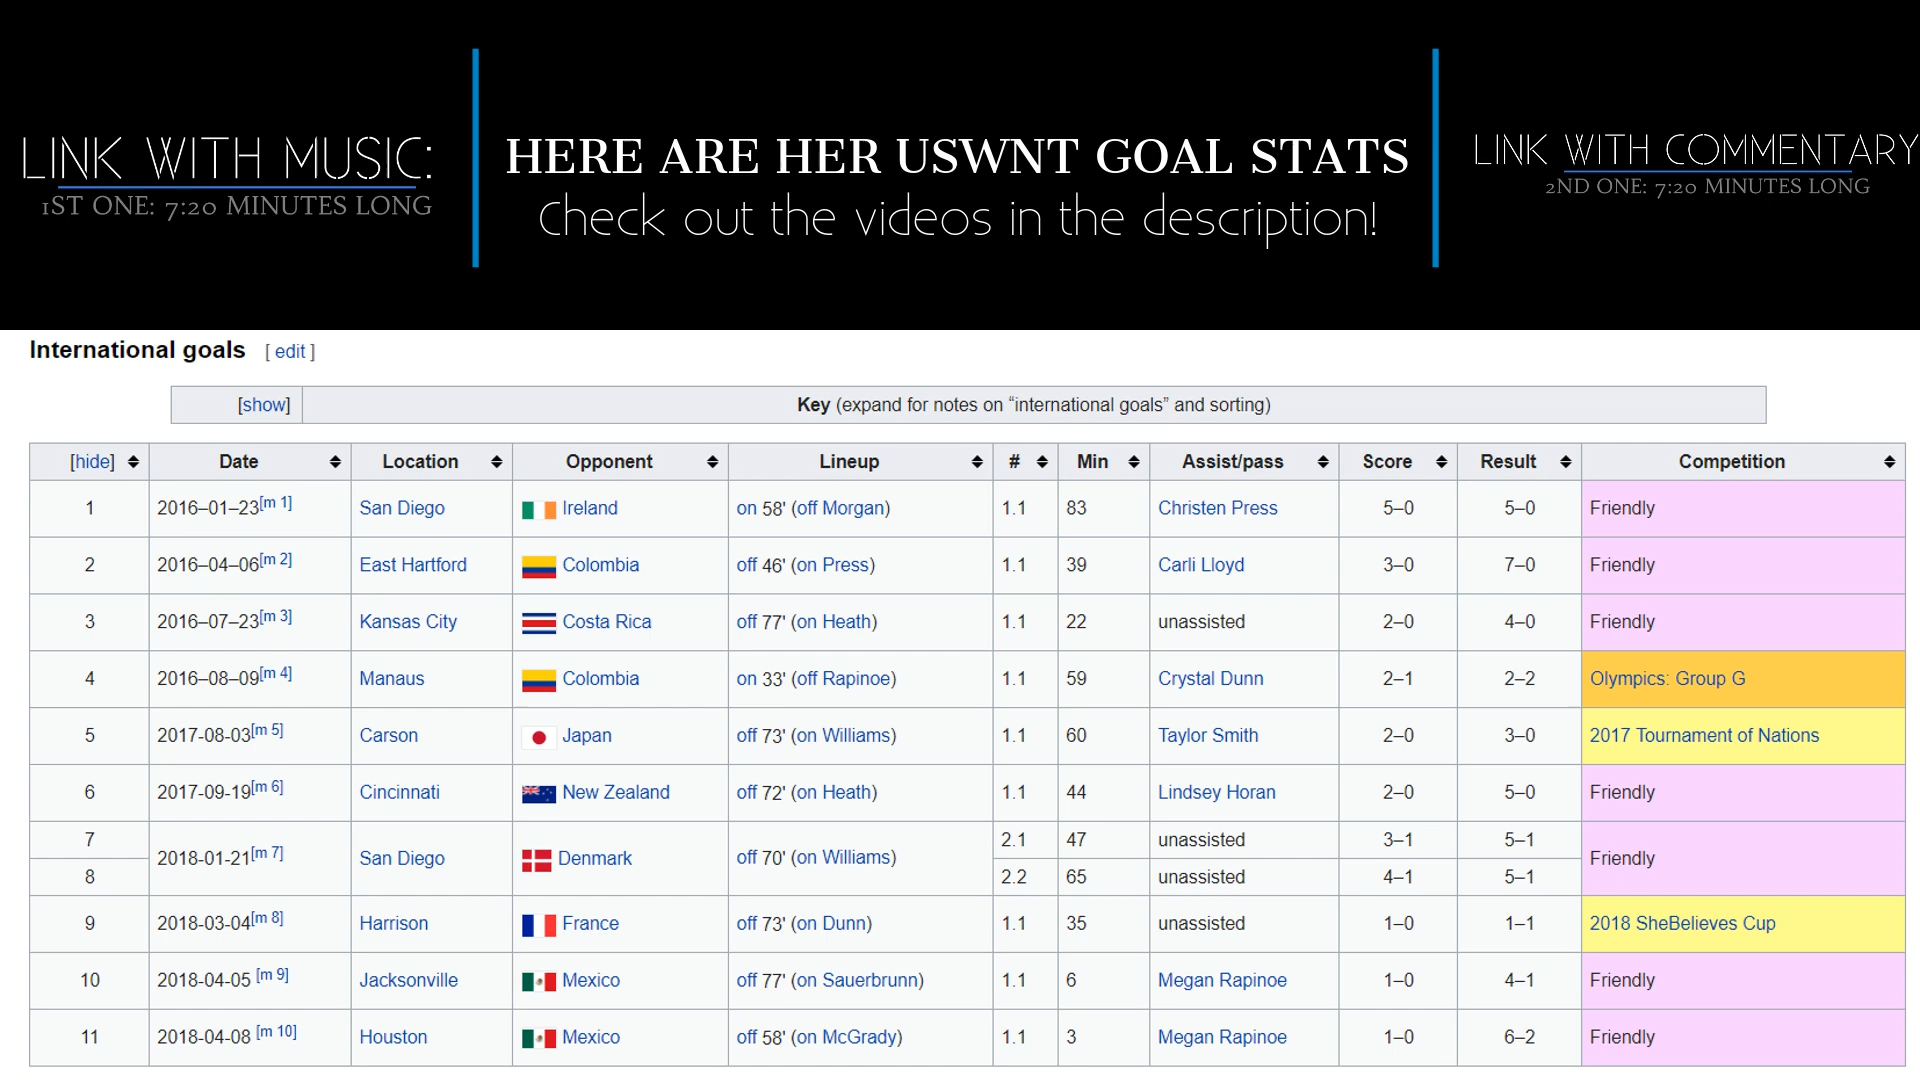 LINK WITH MUSIC:
1ST ONE: 7:20 MINUTES LONG
HERE ARE HER USWNT GOAL STATS
Check out the videos in the description!
LINK WITH COMMENTARY
2ND ONE: 7:20 MINUTES LONG
International goals [ edit ]
[show] Key (expand for notes on “international goals” and sorting)
[hide] Date Location Opponent Lineup # Min Assist/pass Score Result Competition
1 2016–01–23[m 1] San Diego Ireland on 58' (off Morgan) 1.1 83 Christen Press 5–0 5–0 Friendly
2 2016–04–06[m 2] East Hartford Colombia off 46' (on Press) 1.1 39 Carli Lloyd 3–0 7–0 Friendly
3 2016–07–23[m 3] Kansas City Costa Rica off 77' (on Heath) 1.1 22 unassisted 2–0 4–0 Friendly
4 2016–08–09[m 4] Manaus Colombia on 33' (off Rapinoe) 1.1 59 Crystal Dunn 2–1 2–2 Olympics: Group G
5 2017-08-03[m 5] Carson Japan off 73' (on Williams) 1.1 60 Taylor Smith 2–0 3–0 2017 Tournament of Nations
6 2017-09-19[m 6] Cincinnati New Zealand off 72' (on Heath) 1.1 44 Lindsey Horan 2–0 5–0 Friendly
7 2018-01-21[m 7] San Diego Denmark off 70' (on Williams) 2.1 47 unassisted 3–1 5–1 Friendly
8 2.2 65 unassisted 4–1 5–1
9 2018-03-04[m 8] Harrison France off 73' (on Dunn) 1.1 35 unassisted 1–0 1–1 2018 SheBelieves Cup
10 2018-04-05 [m 9] Jacksonville Mexico off 77' (on Sauerbrunn) 1.1 6 Megan Rapinoe 1–0 4–1 Friendly
11 2018-04-08 [m 10] Houston Mexico off 58' (on McGrady) 1.1 3 Megan Rapinoe 1–0 6–2 Friendly